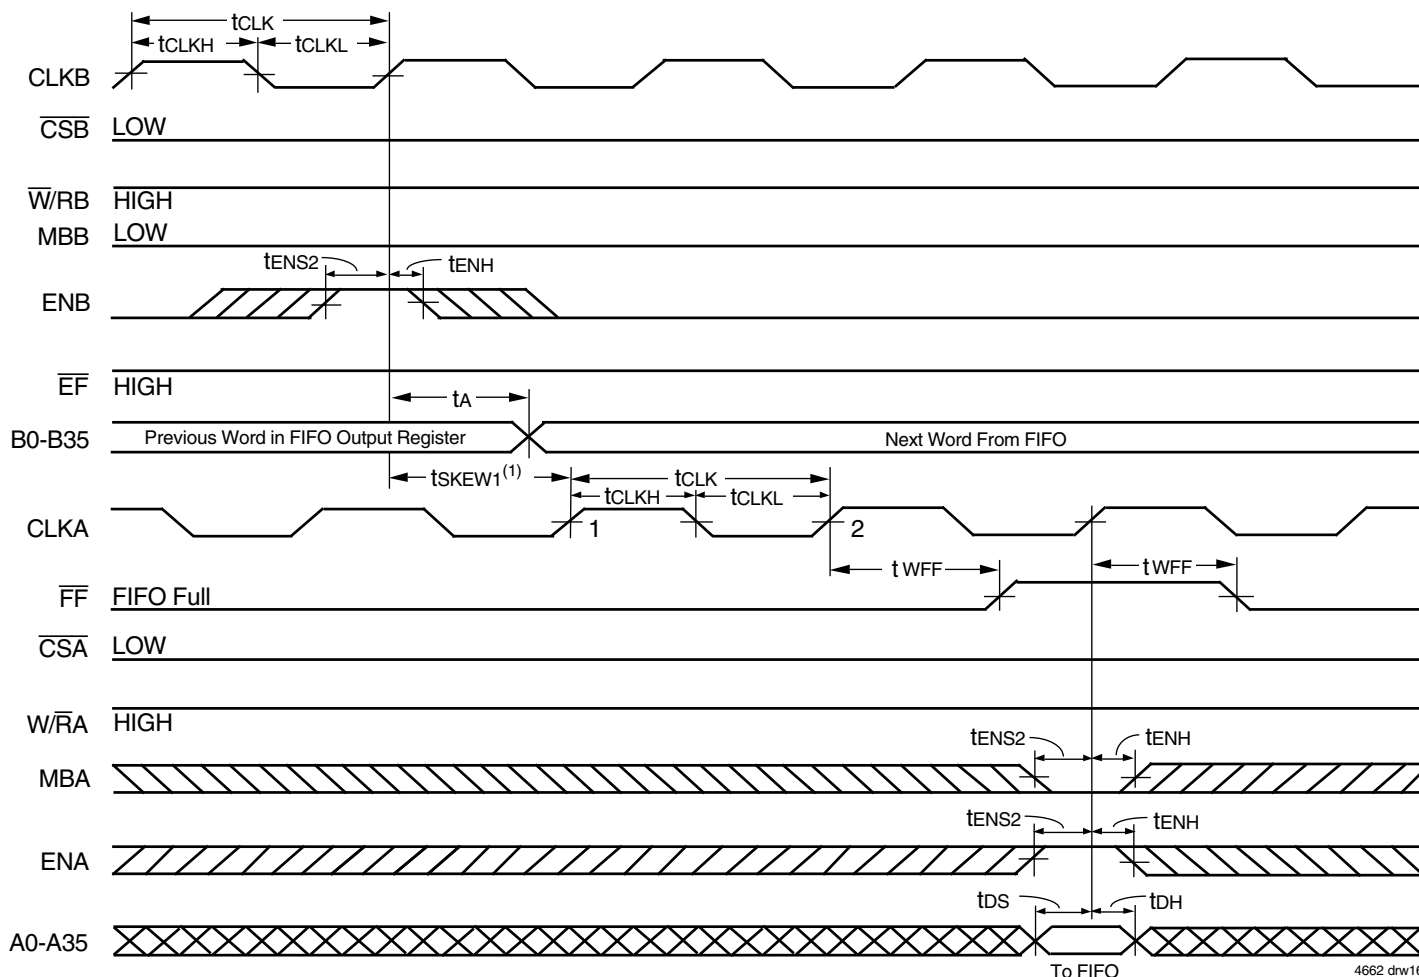 tCLK
tCLKH tCLKL
CLKB
CSB LOW
W/RB HIGH
MBB LOW
tENS2 tENH
ENB
EF HIGH
tA
B0-B35 Previous Word in FIFO Output Register Next Word From FIFO
tSKEW1(1) tCLK
tCLKH tCLKL
CLKA 1 2
tWFF tWFF
FF FIFO Full
CSA LOW
W/RA HIGH
tENS2 tENH
MBA
tENS2 tENH
ENA
tDS tDH
A0-A35
To FIFO
4662 drw16